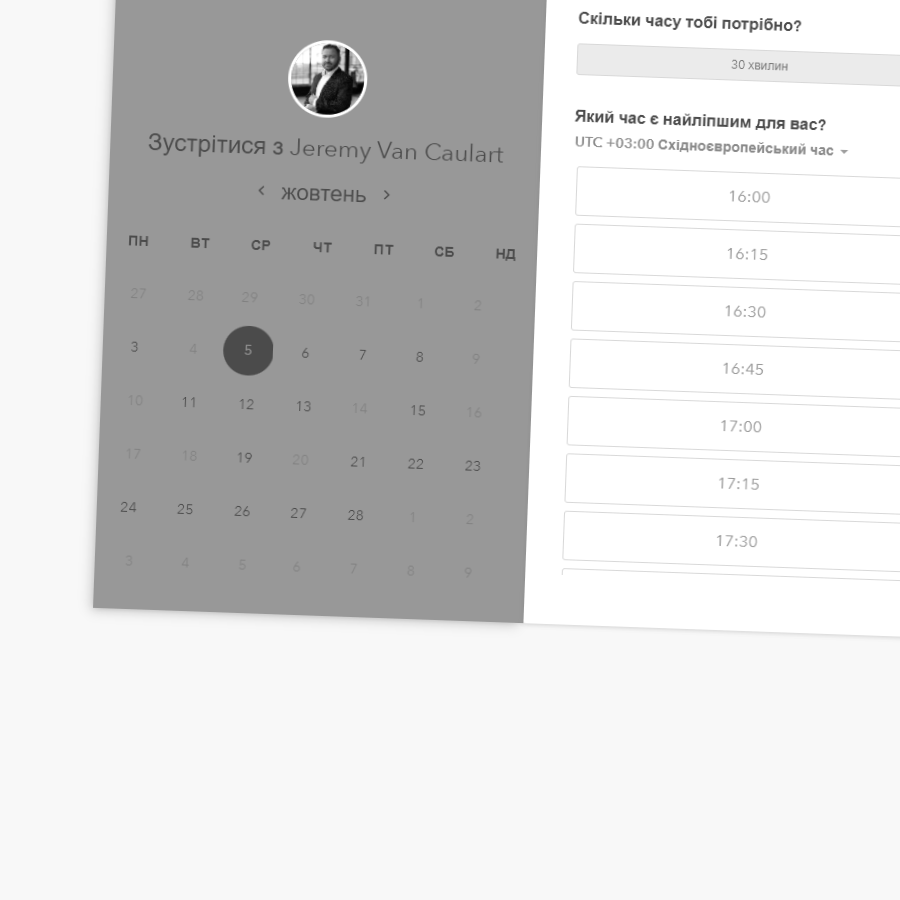 Зустрітися з Jeremy Van Caulart
жовтень
ПН ВТ СР ЧТ ПТ СБ НД
27 28 29 30 31 1 2
3 4 5 6 7 8 9
10 11 12 13 14 15 16
17 18 19 20 21 22 23
24 25 26 27 28 1 2
3 4 5 6 7 8 9
Скільки часу тобі потрібно?
30 хвилин
Який час є найліпшим для вас?
UTC +03:00 Східноєвропейський час
16:00
16:15
16:30
16:45
17:00
17:15
17:30